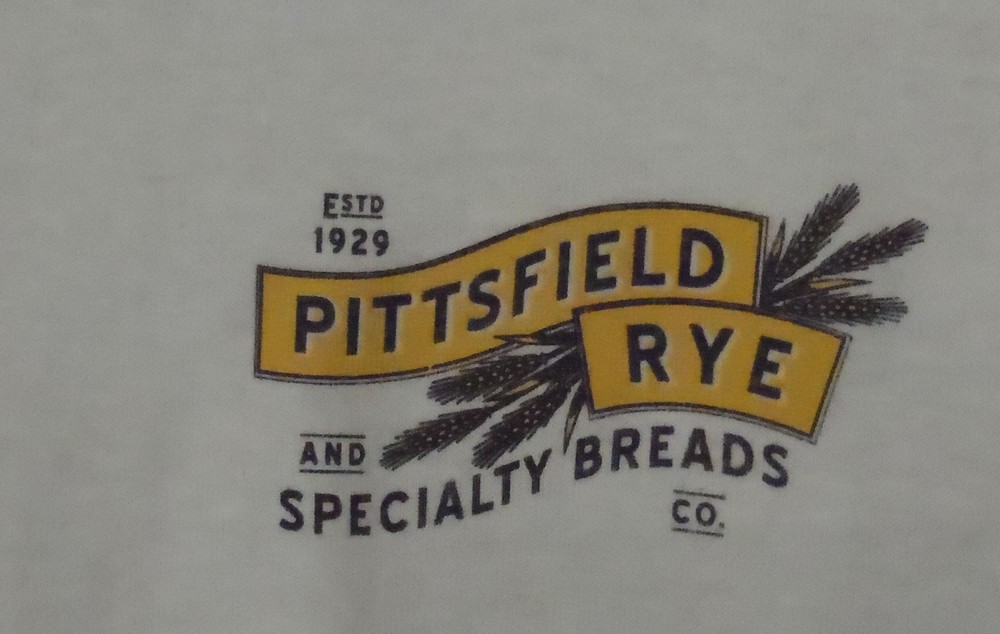 ESTD
1929
PITTSFIELD
RYE
AND
SPECIALTY BREADS
CO.